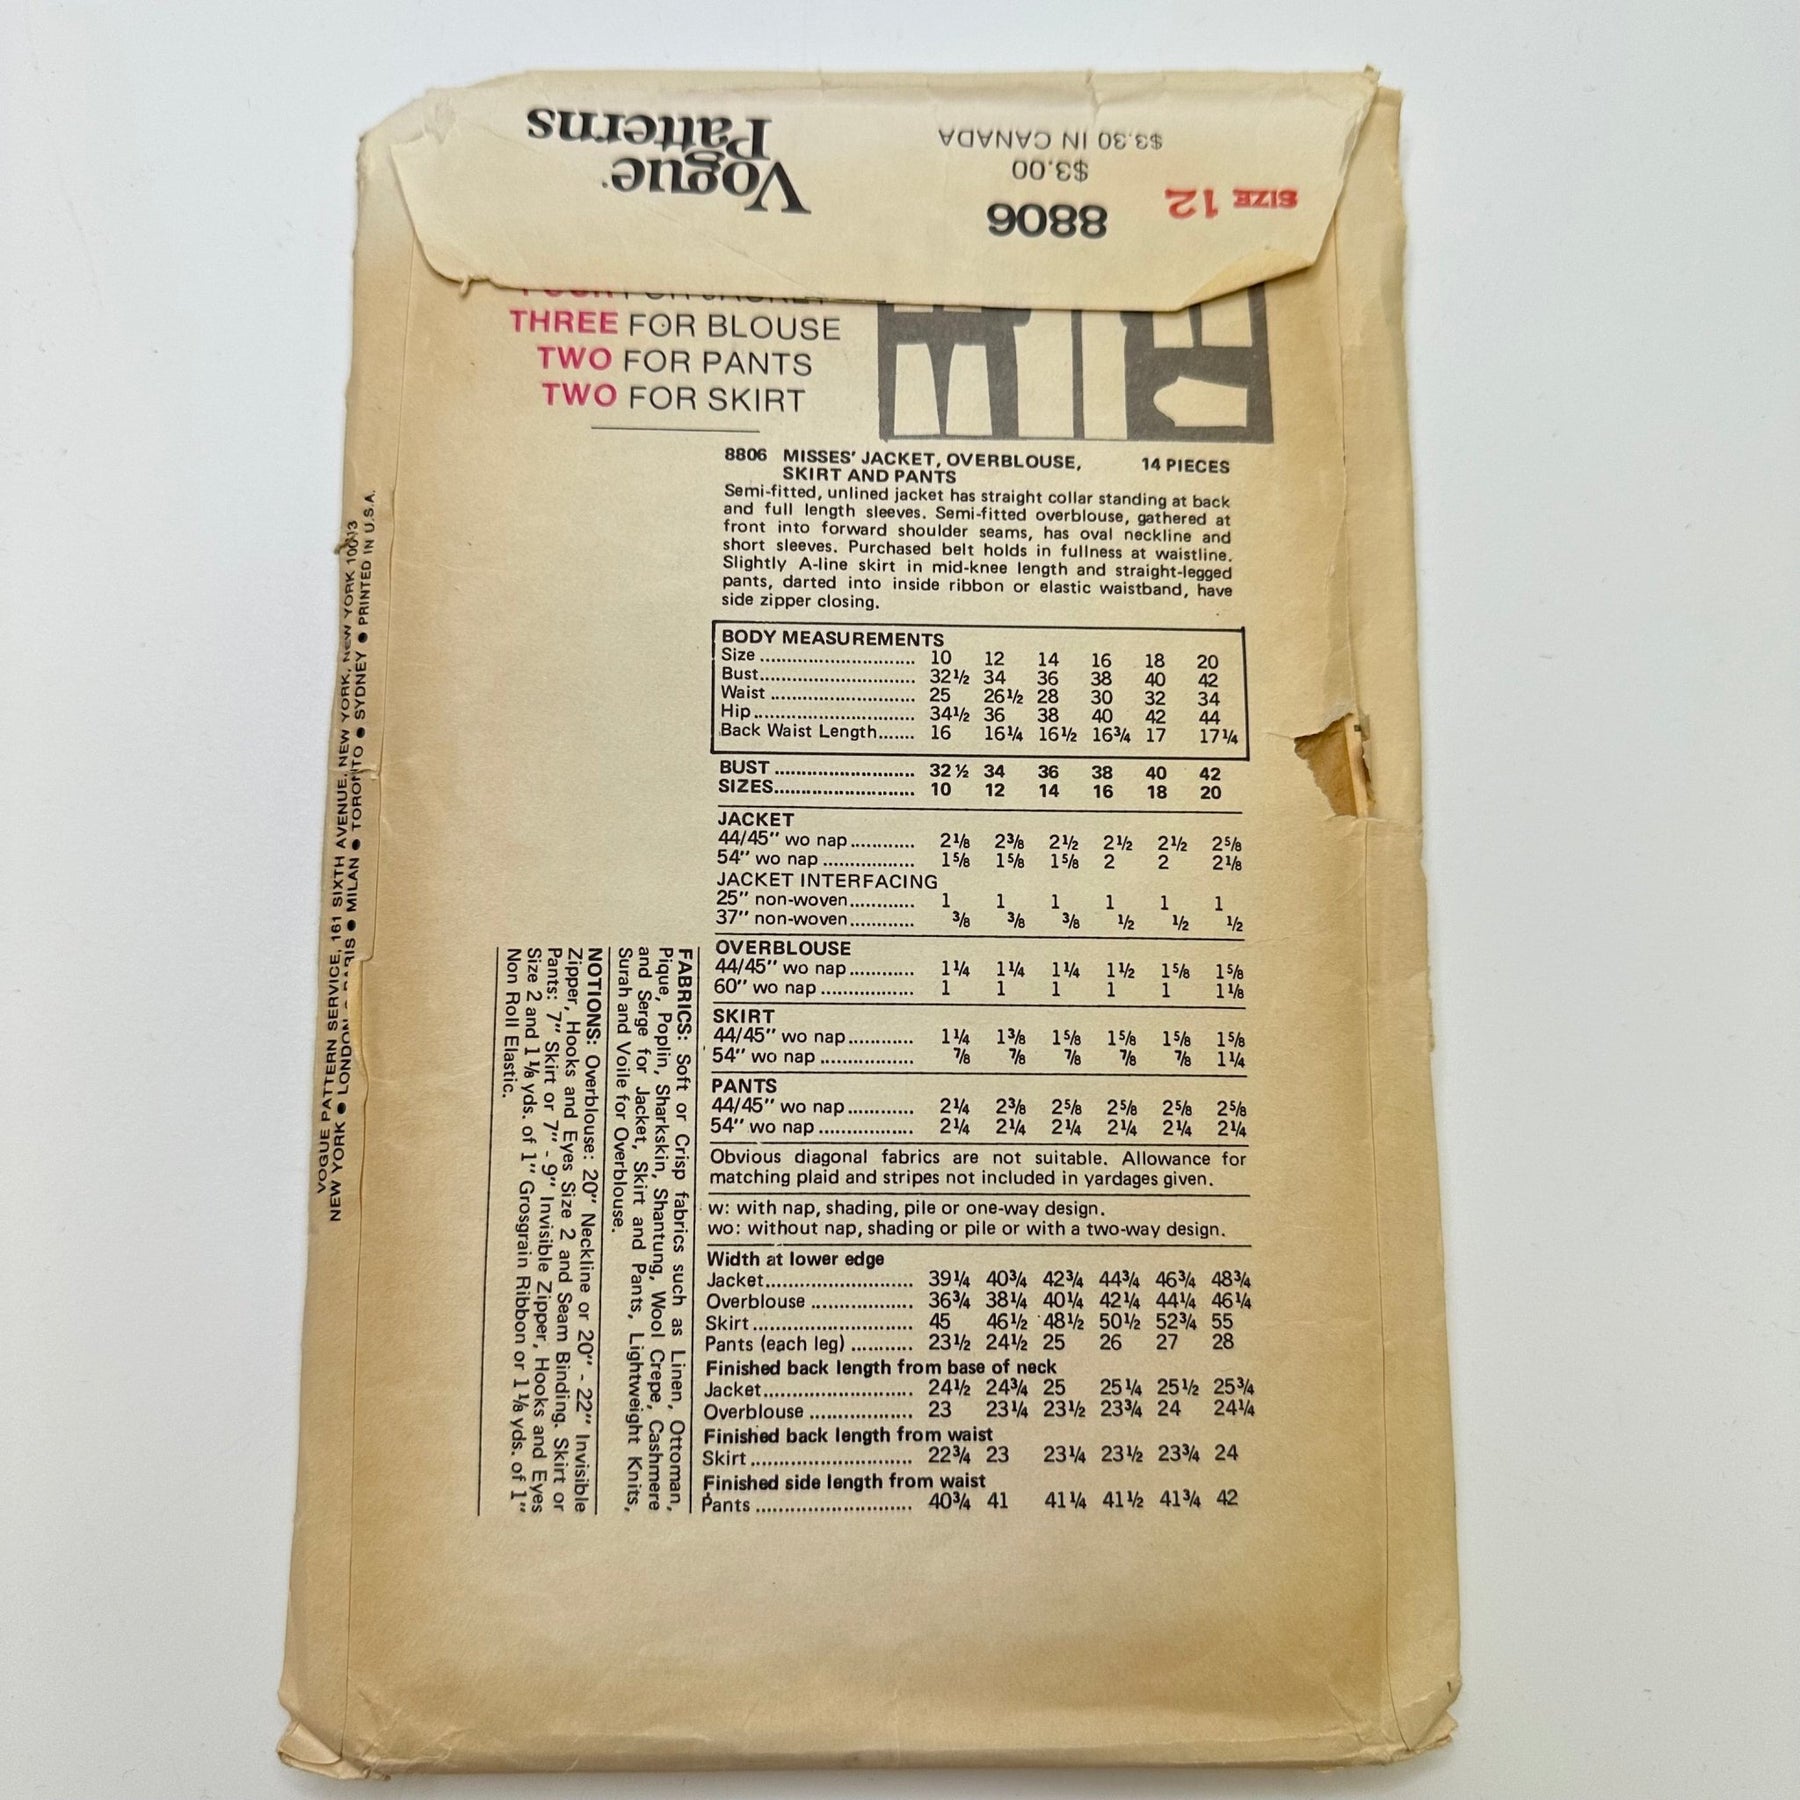 Vogue
Patterns
8806
$3.00
$3.30 IN CANADA
SIZE 12
FOUR FOR JACKET
THREE FOR BLOUSE
TWO FOR PANTS
TWO FOR SKIRT
8806 MISSES' JACKET, OVERBLOUSE, 14 PIECES
SKIRT AND PANTS
Semi-fitted, unlined jacket has straight collar standing at back
and full length sleeves. Semi-fitted overblouse, gathered at
front into forward shoulder seams, has oval neckline and
short sleeves. Purchased belt holds in fullness at waistline.
Slightly A-line skirt in mid-knee length and straight-legged
pants, darted into inside ribbon or elastic waistband, have
side zipper closing.
BODY MEASUREMENTS
Size ............................ 10 12 14 16 18 20
Bust............................ 32½ 34 36 38 40 42
Waist .......................... 25 26½ 28 30 32 34
Hip ............................. 34½ 36 38 40 42 44
Back Waist Length....... 16 16¼ 16½ 16¾ 17 17¼
BUST .......................... 32½ 34 36 38 40 42
SIZES.......................... 10 12 14 16 18 20
JACKET
44/45" wo nap ............ 2⅛ 2⅜ 2½ 2½ 2½ 2⅝
54" wo nap ................. 1⅝ 1⅝ 1⅝ 2 2 2⅛
JACKET INTERFACING
25" non-woven............ 1 1 1 1 1 1
37" non-woven............ ⅜ ⅜ ⅜ ½ ½ ½
OVERBLOUSE
44/45" wo nap............ 1¼ 1¼ 1¼ 1½ 1⅝ 1⅝
60" wo nap ................. 1 1 1 1 1 1⅛
SKIRT
44/45" wo nap............ 1¼ 1⅜ 1⅝ 1⅝ 1⅝ 1⅝
54" wo nap ................. ⅞ ⅞ ⅞ ⅞ ⅞ 1¼
PANTS
44/45" wo nap............ 2¼ 2⅜ 2⅝ 2⅝ 2⅝ 2⅝
54" wo nap ................. 2¼ 2¼ 2¼ 2¼ 2¼ 2¼
Obvious diagonal fabrics are not suitable. Allowance for
matching plaid and stripes not included in yardages given.
w: with nap, shading, pile or one-way design.
wo: without nap, shading or pile or with a two-way design.
Width at lower edge
Jacket........................... 39¼ 40¾ 42¾ 44¾ 46¾ 48¾
Overblouse ................... 36¾ 38¼ 40¼ 42¼ 44¼ 46¼
Skirt ............................. 45 46½ 48½ 50½ 52¾ 55
Pants (each leg) ........... 23½ 24½ 25 26 27 28
Finished back length from base of neck
Jacket........................... 24½ 24¾ 25 25¼ 25½ 25¾
Overblouse ................... 23 23¼ 23½ 23¾ 24 24¼
Finished back length from waist
Skirt ............................. 22¾ 23 23¼ 23½ 23¾ 24
Finished side length from waist
Pants ............................ 40¾ 41 41¼ 41½ 41¾ 42
FABRICS: Soft or Crisp fabrics such as Linen, Ottoman,
Pique, Poplin, Sharkskin, Shantung, Wool Crepe, Cashmere
and Serge for Jacket, Skirt and Pants, Lightweight Knits,
Surah and Voile for Overblouse.
NOTIONS: Overblouse: 20" Neckline or 20" - 22" Invisible
Zipper, Hooks and Eyes Size 2 and Seam Binding. Skirt or
Pants: 7" Skirt or 7" - 9" Invisible Zipper, Hooks and Eyes
Size 2 and 1⅛ yds. of 1" Grosgrain Ribbon or 1⅛ yds. of 1"
Non Roll Elastic.
VOGUE PATTERN SERVICE, 161 SIXTH AVENUE, NEW YORK, NEW YORK 10013
NEW YORK ● LONDON ● PARIS ● MILAN ● TORONTO ● SYDNEY ● PRINTED IN U.S.A.